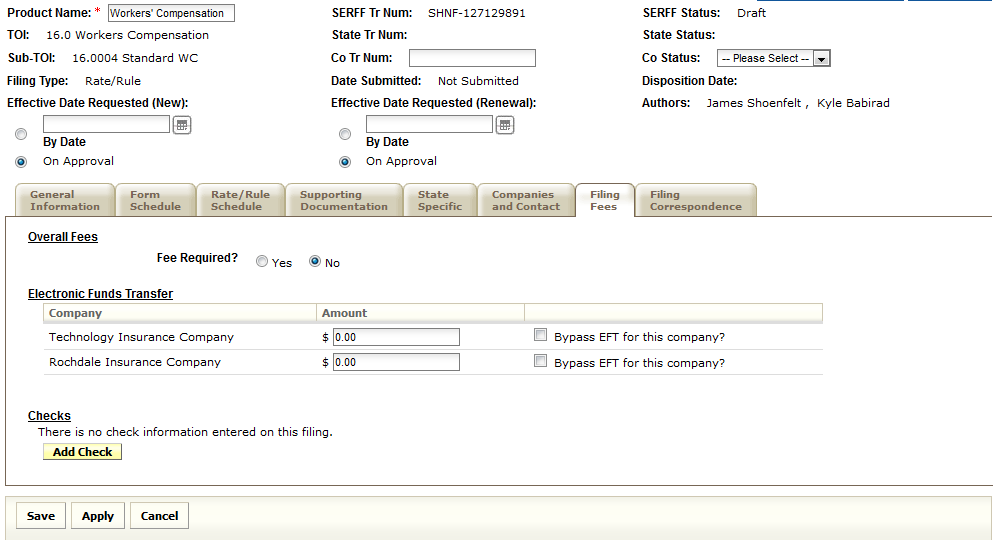 Product Name: * Workers' Compensation SERFF Tr Num: SHNF-127129891 SERFF Status: Draft
TOI: 16.0 Workers Compensation State Tr Num: State Status:
Sub-TOI: 16.0004 Standard WC Co Tr Num: Co Status: -- Please Select --
Filing Type: Rate/Rule Date Submitted: Not Submitted Disposition Date:
Effective Date Requested (New): Effective Date Requested (Renewal): Authors: James Shoenfelt , Kyle Babirad
By Date By Date
On Approval On Approval
General Information Form Schedule Rate/Rule Schedule Supporting Documentation State Specific Companies and Contact Filing Fees Filing Correspondence
Overall Fees
Fee Required? Yes No
Electronic Funds Transfer
Company Amount
Technology Insurance Company $ 0.00 Bypass EFT for this company?
Rochdale Insurance Company $ 0.00 Bypass EFT for this company?
Checks
There is no check information entered on this filing.
Add Check
Save Apply Cancel